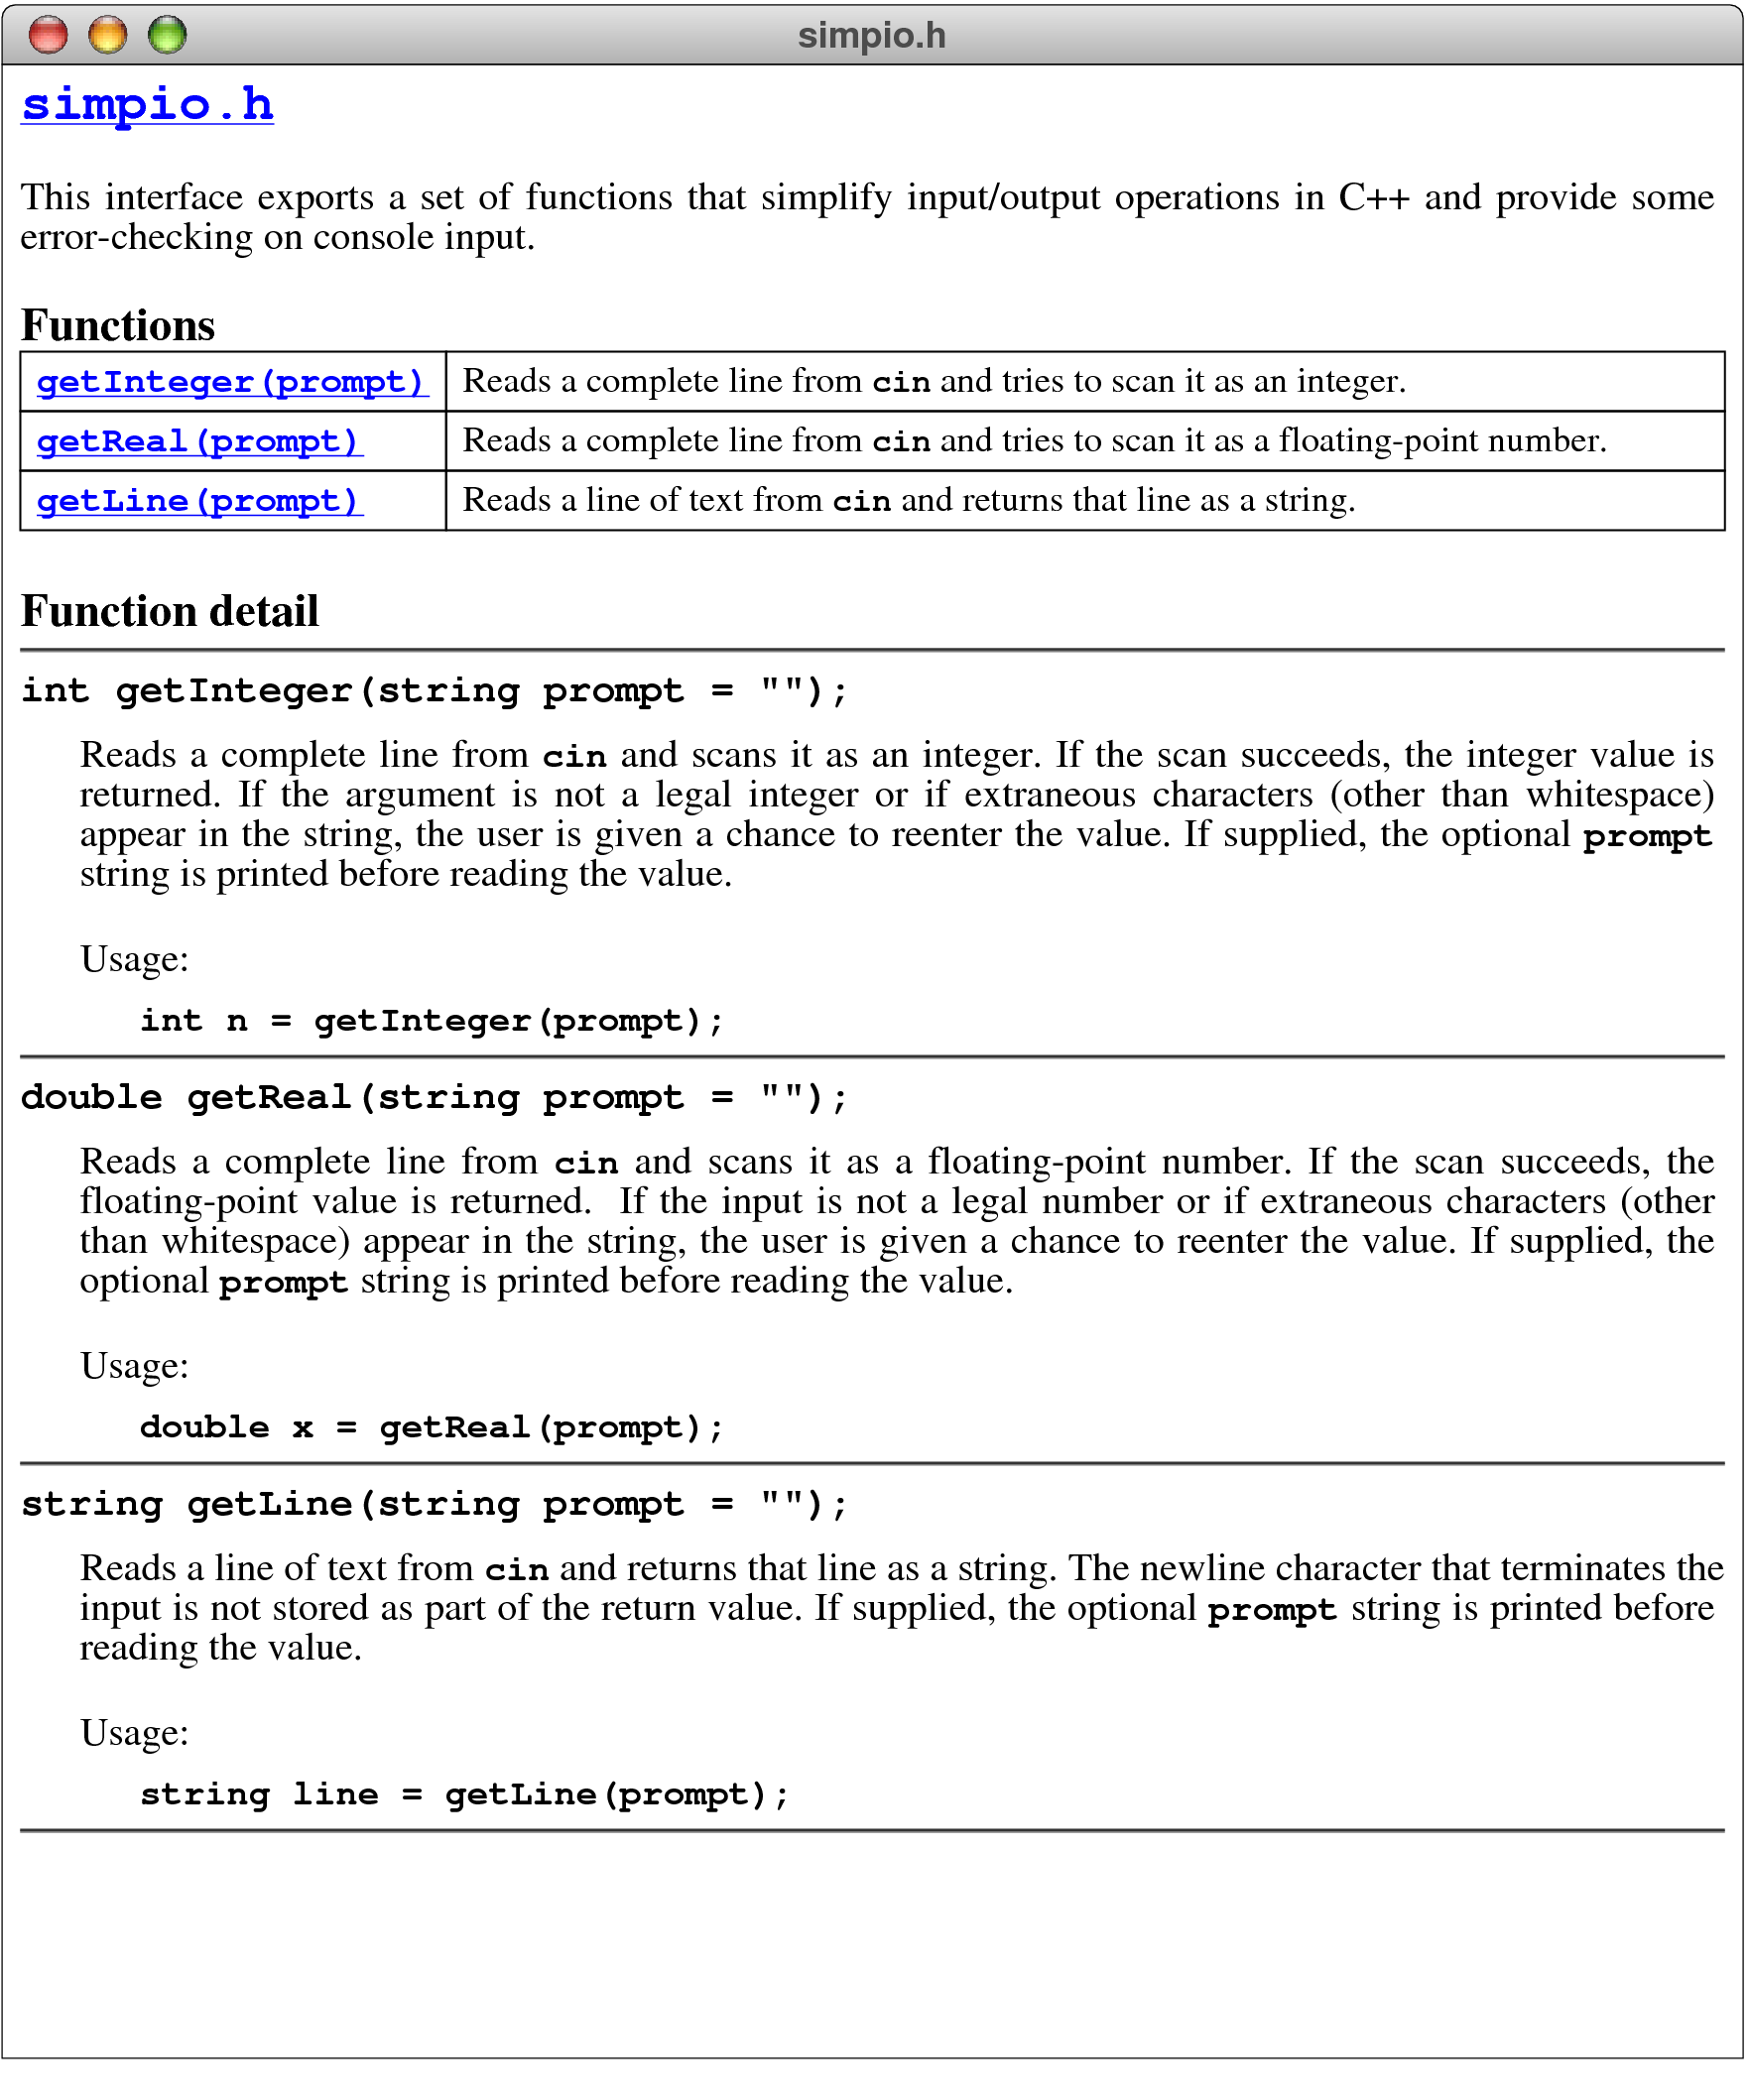 simpio.h
simpio.h
This interface exports a set of functions that simplify input/output operations in C++ and provide some
error-checking on console input.
Functions
getInteger(prompt) Reads a complete line from cin and tries to scan it as an integer.
getReal(prompt) Reads a complete line from cin and tries to scan it as a floating-point number.
getLine(prompt) Reads a line of text from cin and returns that line as a string.
Function detail
int getInteger(string prompt = "");
Reads a complete line from cin and scans it as an integer. If the scan succeeds, the integer value is
returned. If the argument is not a legal integer or if extraneous characters (other than whitespace)
appear in the string, the user is given a chance to reenter the value. If supplied, the optional prompt
string is printed before reading the value.
Usage:
int n = getInteger(prompt);
double getReal(string prompt = "");
Reads a complete line from cin and scans it as a floating-point number. If the scan succeeds, the
floating-point value is returned.  If the input is not a legal number or if extraneous characters (other
than whitespace) appear in the string, the user is given a chance to reenter the value. If supplied, the
optional prompt string is printed before reading the value.
Usage:
double x = getReal(prompt);
string getLine(string prompt = "");
Reads a line of text from cin and returns that line as a string. The newline character that terminates the
input is not stored as part of the return value. If supplied, the optional prompt string is printed before
reading the value.
Usage:
string line = getLine(prompt);